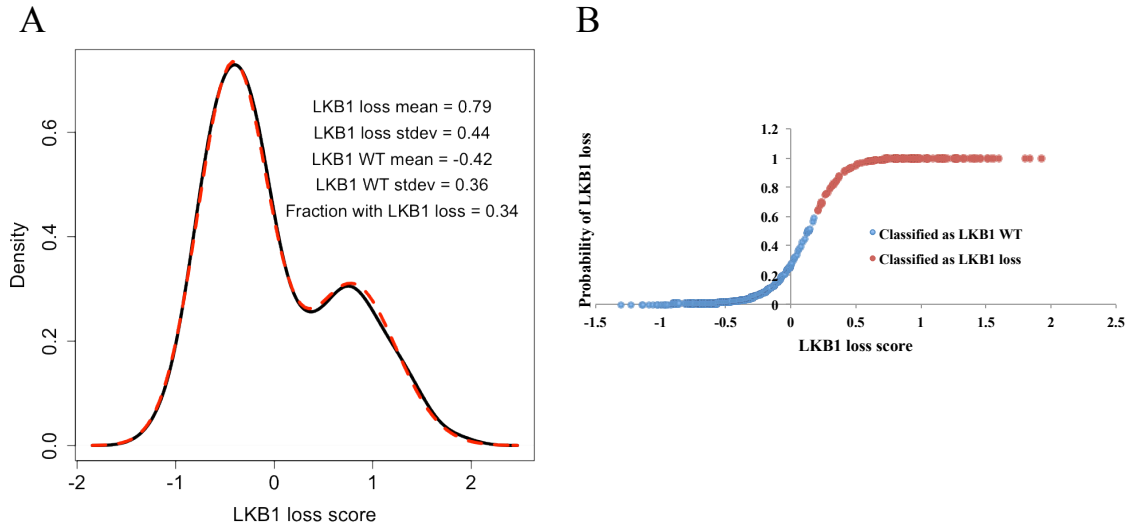 A
LKB1 loss mean = 0.79
LKB1 loss stdev = 0.44
LKB1 WT mean = -0.42
LKB1 WT stdev = 0.36
Fraction with LKB1 loss = 0.34
Density
0.0
0.2
0.4
0.6
-2
-1
0
1
2
LKB1 loss score
B
Probability of LKB1 loss
1.2
1
0.8
0.6
0.4
0.2
0
Classified as LKB1 WT
Classified as LKB1 loss
-1.5
-1
-0.5
0
0.5
1
1.5
2
2.5
LKB1 loss score